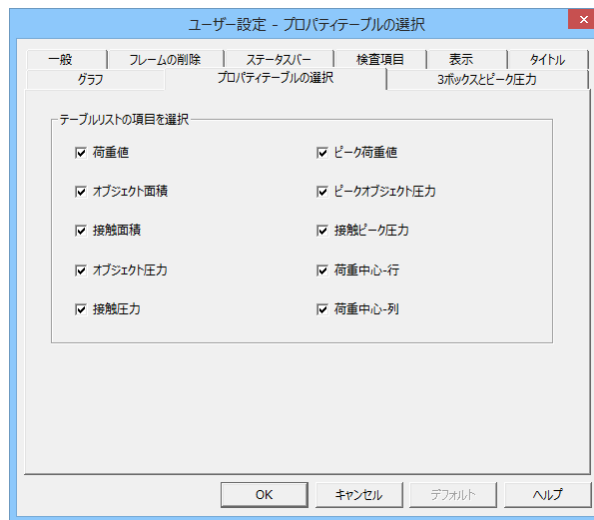 ユーザー設定 - プロパティテーブルの選択
一般 フレームの削除 ステータスバー 検査項目 表示 タイトル
グラフ プロパティテーブルの選択 3ボックスとピーク圧力
テーブルリストの項目を選択
荷重値 ピーク荷重値
オブジェクト面積 ピークオブジェクト圧力
接触面積 接触ピーク圧力
オブジェクト圧力 荷重中心-行
接触圧力 荷重中心-列
OK キャンセル デフォルト ヘルプ